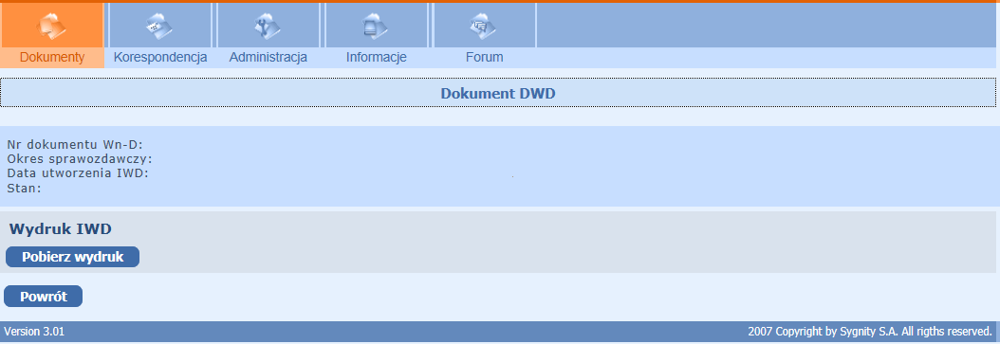 Dokumenty Korespondencja Administracja Informacje Forum
Dokument DWD
Nr dokumentu Wn-D:
Okres sprawozdawczy:
Data utworzenia IWD:
Stan:
Wydruk IWD
Pobierz wydruk
Powrót
Version 3.01 2007 Copyright by Sygnity S.A. All rigths reserved.